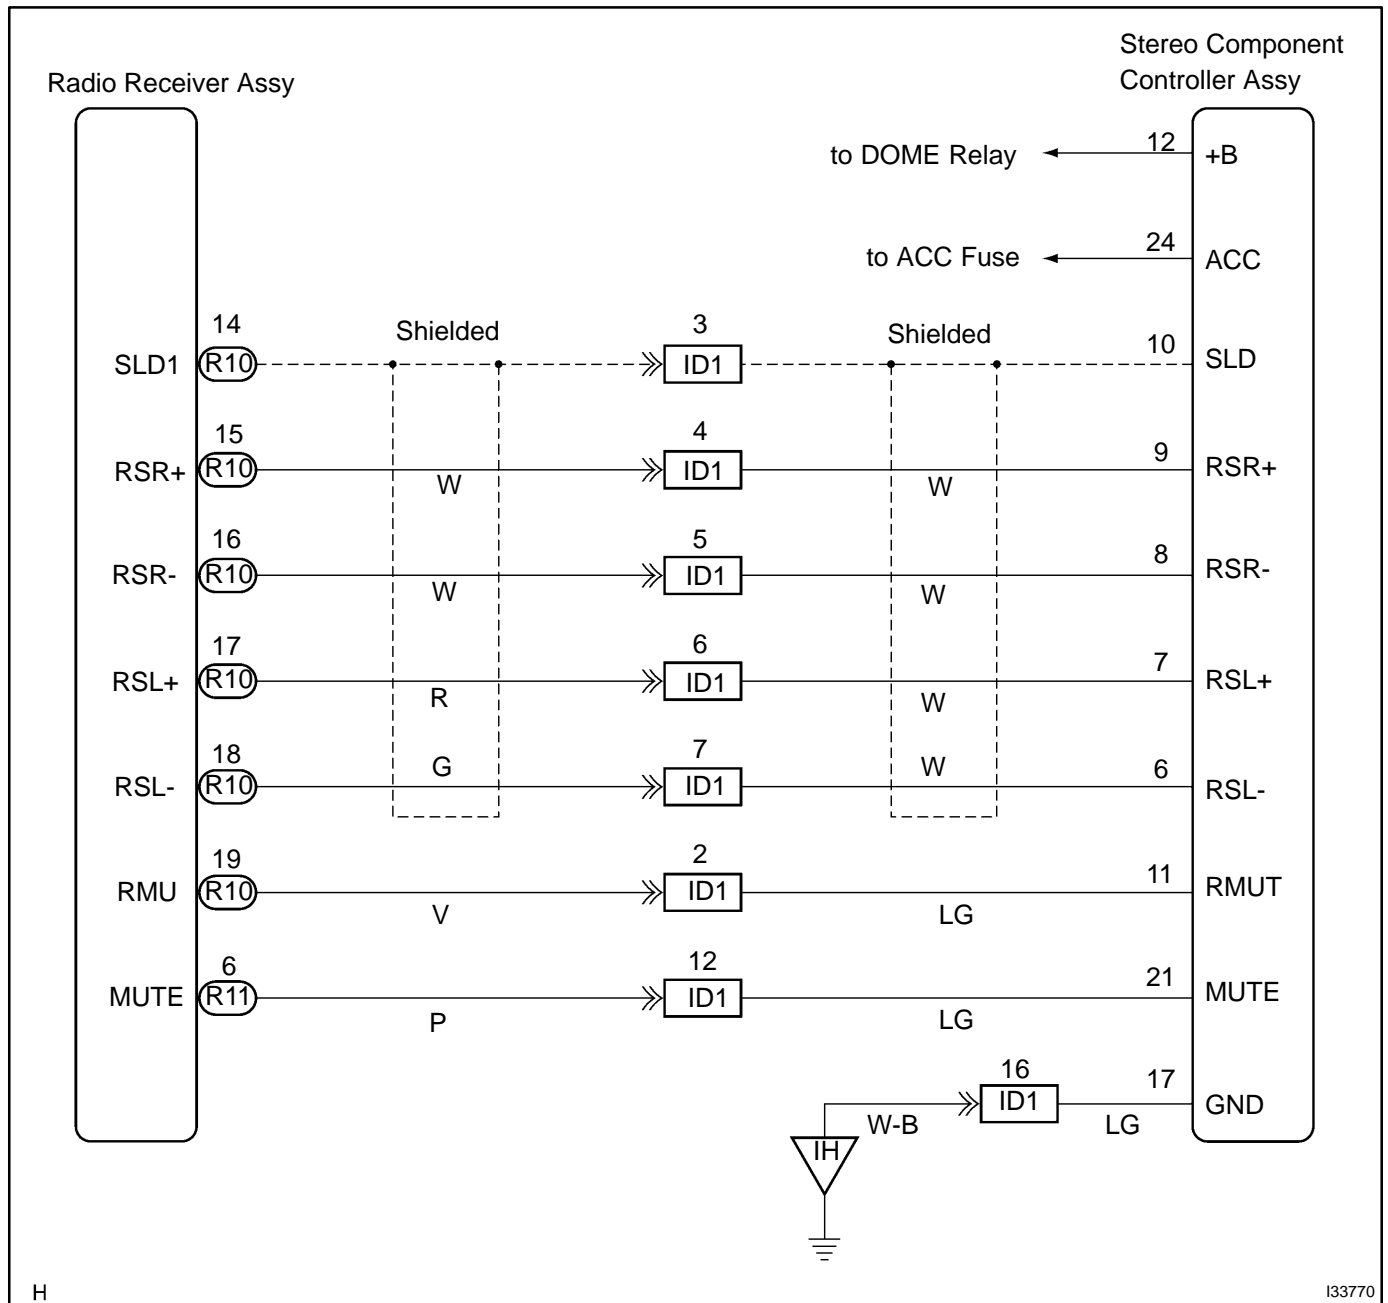 Stereo Component
Controller Assy
Radio Receiver Assy
to DOME Relay 12 +B
to ACC Fuse 24 ACC
14 Shielded 3 Shielded
SLD1 R10 ID1 10 SLD
15 4
RSR+ R10 W ID1 W 9 RSR+
16 5
RSR- R10 W ID1 W 8 RSR-
17 6
RSL+ R10 R ID1 W 7 RSL+
18 G 7 W
RSL- R10 ID1 6 RSL-
19 2
RMU R10 V ID1 LG 11 RMUT
6 12
MUTE R11 P ID1 LG 21 MUTE
16
IH W-B ID1 LG 17 GND
H I33770